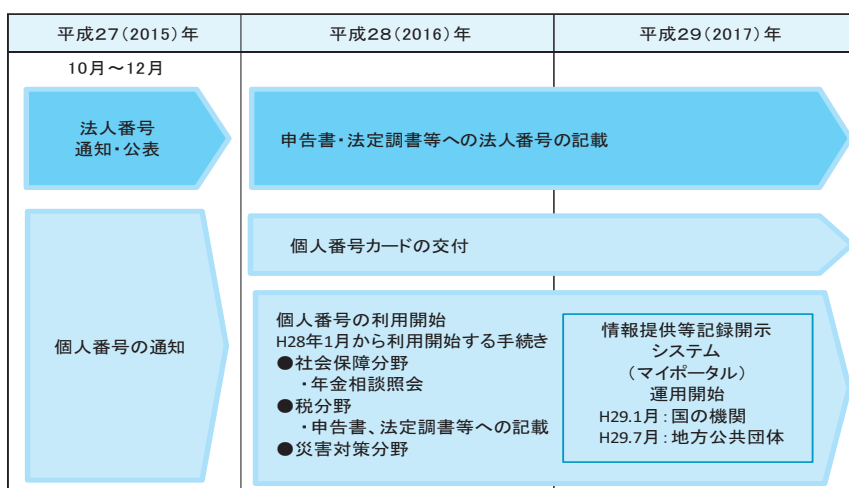 平成27(2015)年
平成28(2016)年
平成29(2017)年
10月~12月
法人番号
通知・公表
申告書・法定調書等への法人番号の記載
個人番号カードの交付
個人番号の通知
個人番号の利用開始
H28年1月から利用開始する手続き
●社会保障分野
・年金相談照会
●税分野
・申告書、法定調書等への記載
●災害対策分野
情報提供等記録開示
システム
(マイポータル)
運用開始
H29.1月:国の機関
H29.7月:地方公共団体